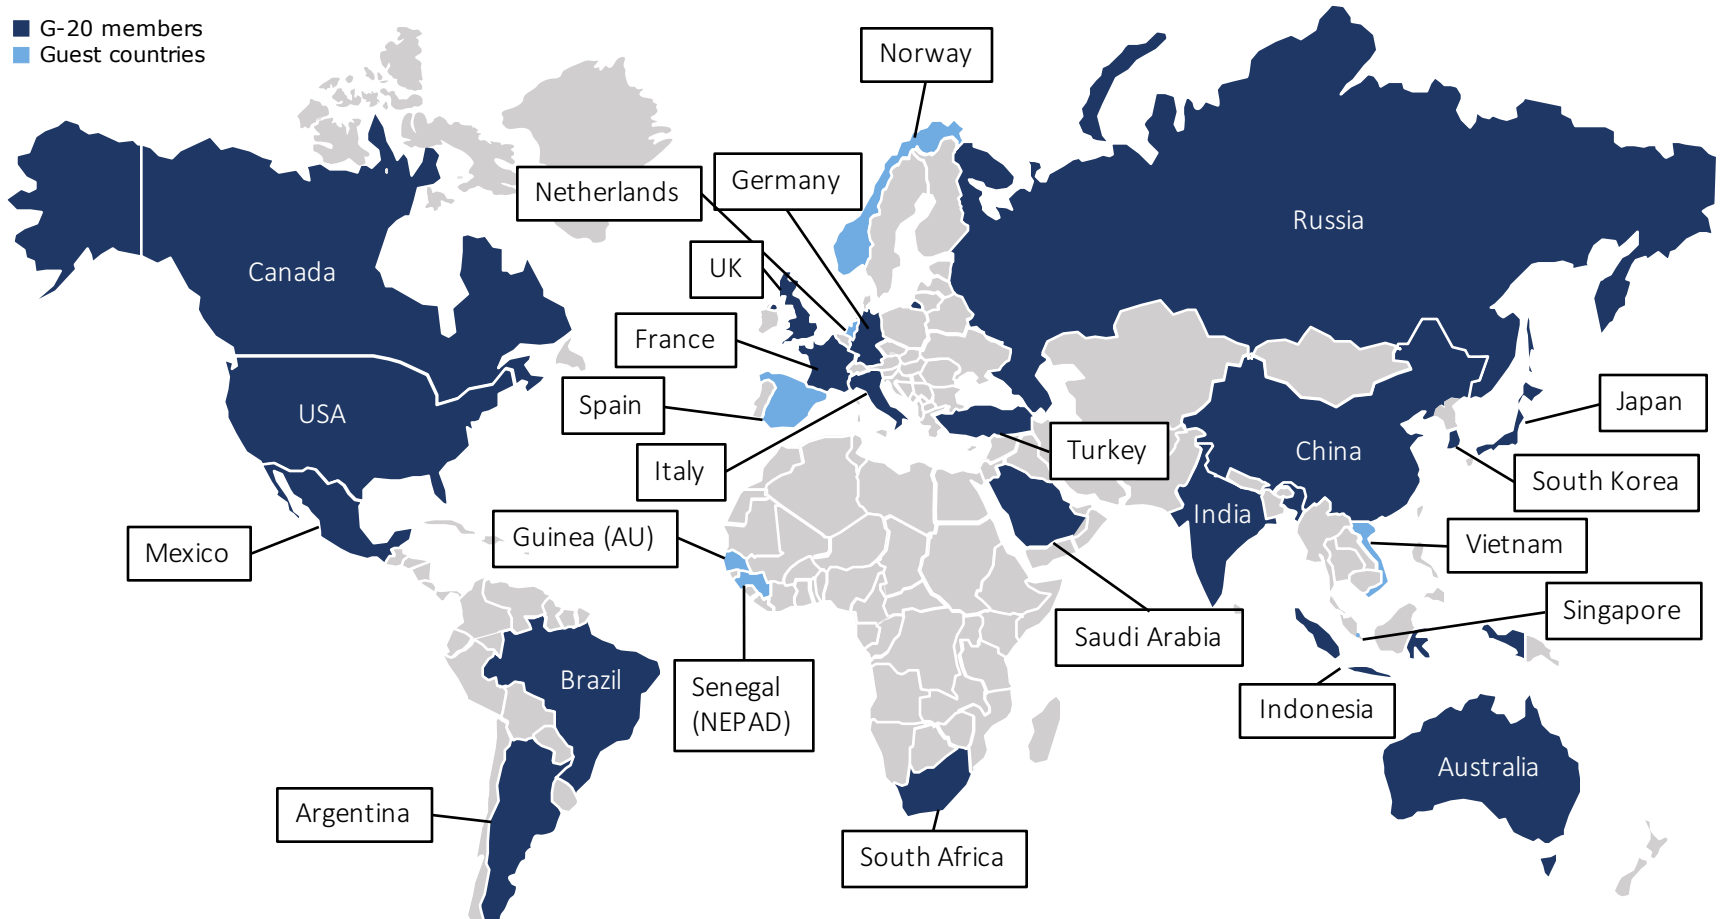 G-20 members
Guest countries
Norway
Netherlands
Germany
Russia
UK
Canada
France
Spain
USA
Japan
Italy
Turkey
China
South Korea
India
Mexico
Guinea (AU)
Vietnam
Singapore
Saudi Arabia
Brazil
Senegal
(NEPAD)
Indonesia
Australia
Argentina
South Africa